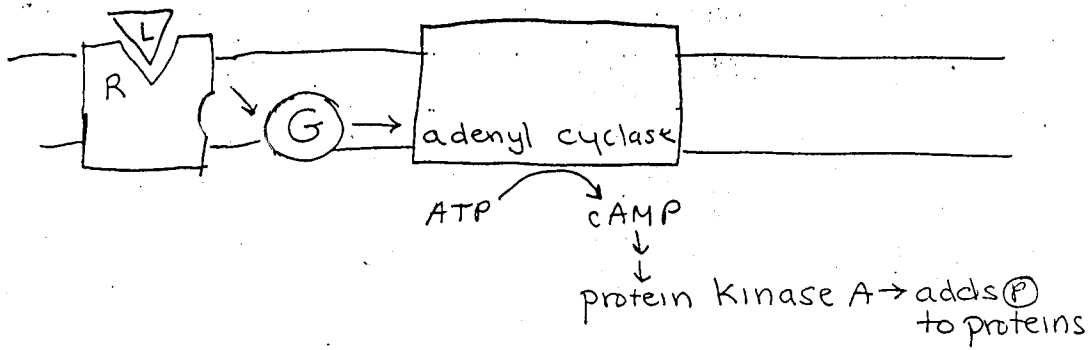 L
R
G
adenyl cyclase
ATP
cAMP
protein kinase A → adds Ⓟ
to proteins